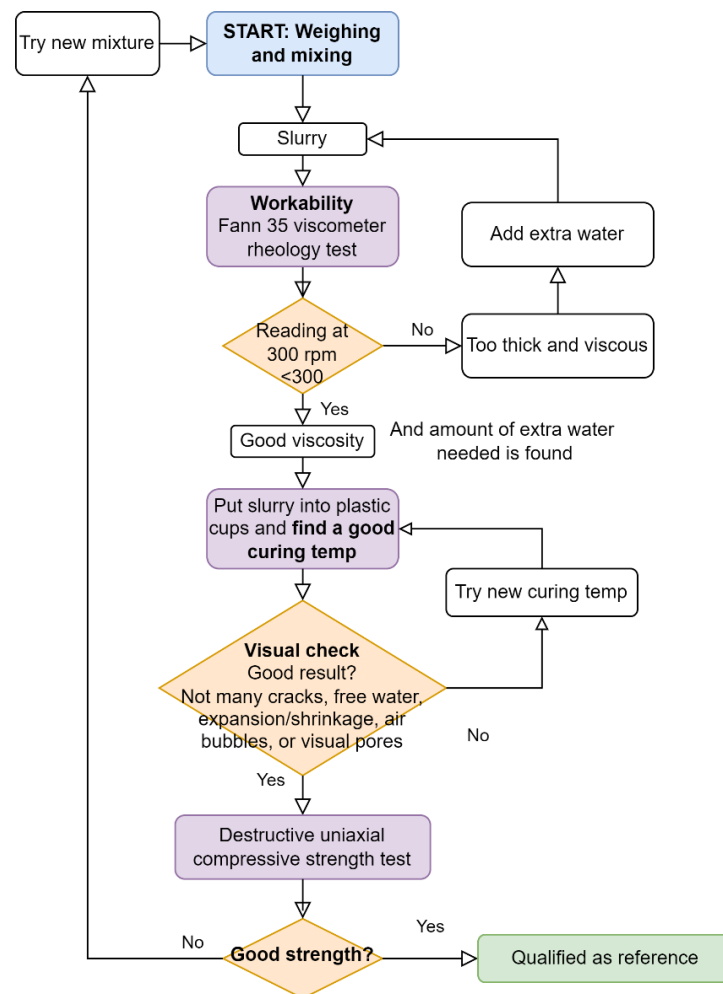 Try new mixture
START: Weighing
and mixing
Slurry
Workability
Fann 35 viscometer
rheology test
Add extra water
Reading at
300 rpm
<300
No
Too thick and viscous
Yes
Good viscosity
And amount of extra water
needed is found
Put slurry into plastic
cups and find a good
curing temp
Try new curing temp
Visual check
Good result?
Not many cracks, free water,
expansion/shrinkage, air
bubbles, or visual pores
No
Yes
Destructive uniaxial
compressive strength test
No
Good strength?
Yes
Qualified as reference